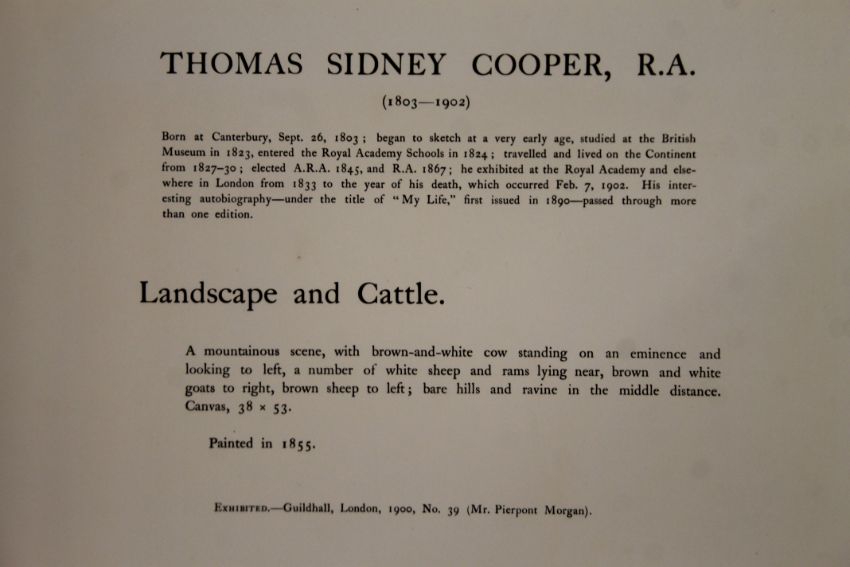 THOMAS SIDNEY COOPER, R.A.
(1803—1902)
Born at Canterbury, Sept. 26, 1803 ; began to sketch at a very early age, studied at the British
Museum in 1823, entered the Royal Academy Schools in 1824 ; travelled and lived on the Continent
from 1827–30 ; elected A.R.A. 1845, and R.A. 1867 ; he exhibited at the Royal Academy and else-
where in London from 1833 to the year of his death, which occurred Feb. 7, 1902. His inter-
esting autobiography—under the title of “My Life,” first issued in 1890—passed through more
than one edition.
Landscape and Cattle.
A mountainous scene, with brown-and-white cow standing on an eminence and
looking to left, a number of white sheep and rams lying near, brown and white
goats to right, brown sheep to left ; bare hills and ravine in the middle distance.
Canvas, 38 × 53.
Painted in 1855.
EXHIBITED.—Guildhall, London, 1900, No. 39 (Mr. Pierpont Morgan).